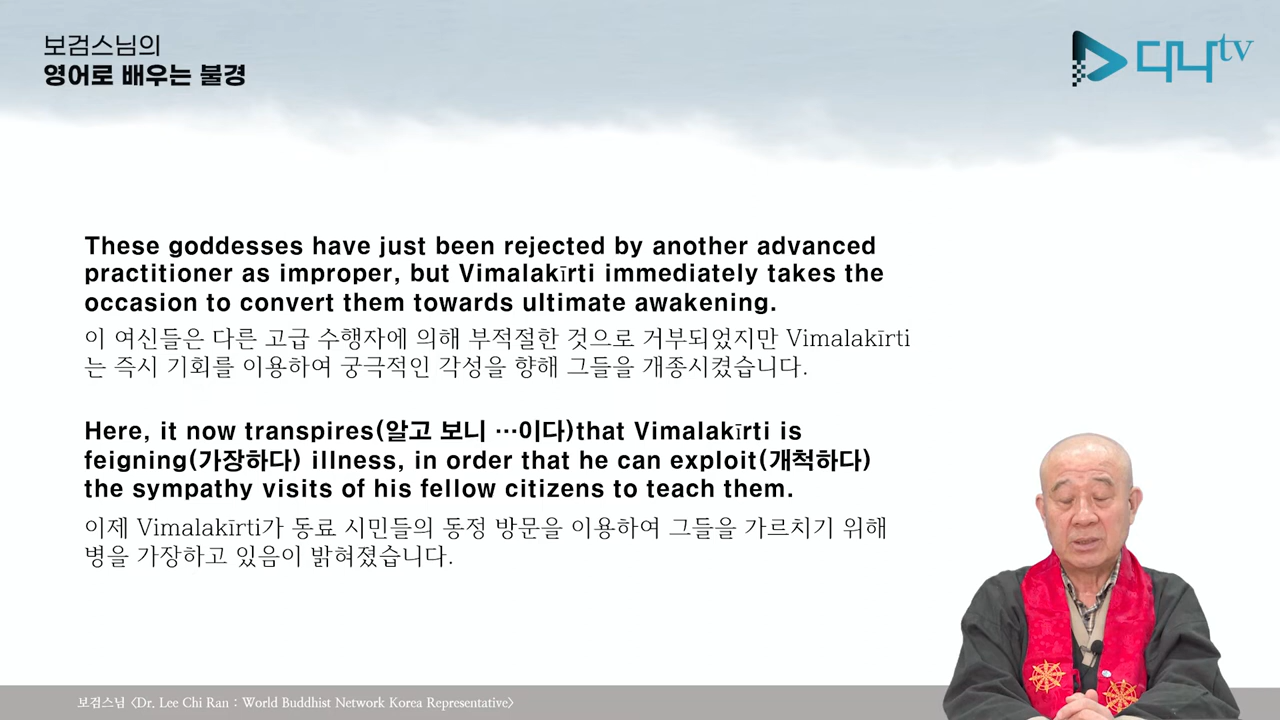 보검스님의
영어로 배우는 불경
다나tv
These goddesses have just been rejected by another advanced
practitioner as improper, but Vimalakīrti immediately takes the
occasion to convert them towards ultimate awakening.
이 여신들은 다른 고급 수행자에 의해 부적절한 것으로 거부되었지만 Vimalakīrti
는 즉시 기회를 이용하여 궁극적인 각성을 향해 그들을 개종시켰습니다.
Here, it now transpires(알고 보니 …이다)that Vimalakīrti is
feigning(가장하다) illness, in order that he can exploit(개척하다)
the sympathy visits of his fellow citizens to teach them.
이제 Vimalakīrti가 동료 시민들의 동정 방문을 이용하여 그들을 가르치기 위해
병을 가장하고 있음이 밝혀졌습니다.
보검스님 <Dr. Lee Chi Ran : World Buddhist Network Korea Representative>